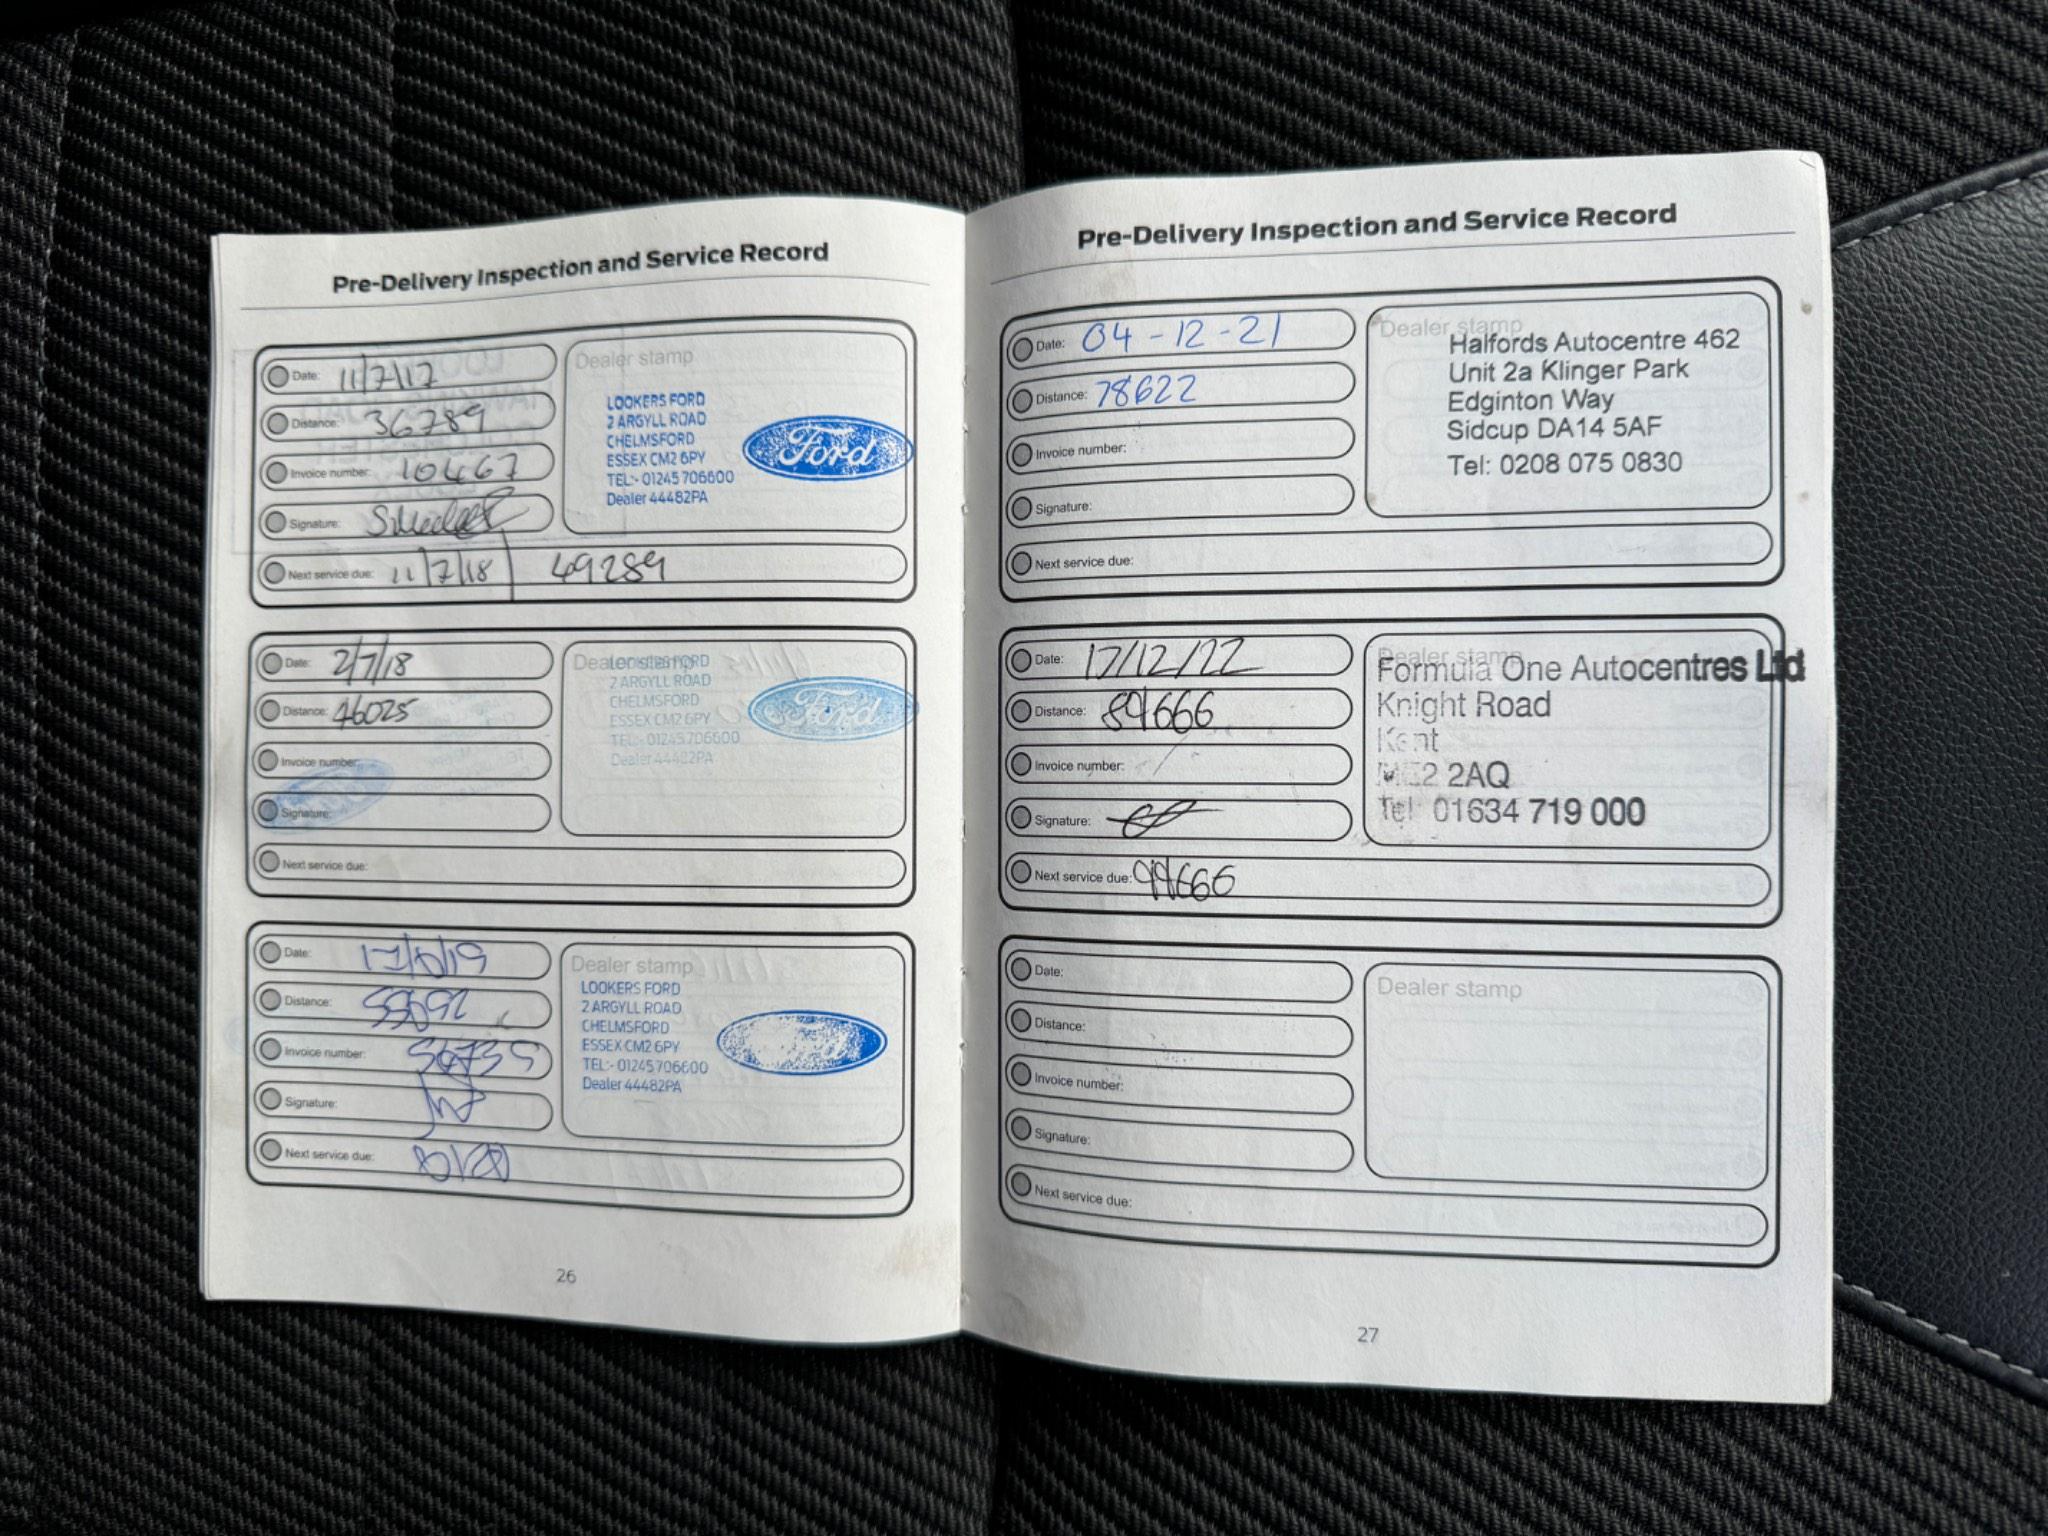 Pre-Delivery Inspection and Service Record
Date: 11/7/17
Distance: 36789
Invoice number: 10467
Signature:
Next service due: 11/7/18 49289
Dealer stamp
LOOKERS FORD
2 ARGYLL ROAD
CHELMSFORD
ESSEX CM2 6PY
TEL:- 01245 706600
Dealer 44482PA
Ford
Date: 2/7/18
Distance: 46025
Invoice number:
Signature:
Next service due:
Dealer stamp
LOOKERS FORD
2 ARGYLL ROAD
CHELMSFORD
ESSEX CM2 6PY
TEL:- 01245 706600
Dealer 44482PA
Ford
Date:
Distance:
Invoice number:
Signature:
Next service due:
Dealer stamp
LOOKERS FORD
2 ARGYLL ROAD
CHELMSFORD
ESSEX CM2 6PY
TEL:- 01245 706600
Dealer 44482PA
26
Pre-Delivery Inspection and Service Record
Date: 04-12-21
Distance: 78622
Invoice number:
Signature:
Next service due:
Dealer stamp
Halfords Autocentre 462
Unit 2a Klinger Park
Edginton Way
Sidcup DA14 5AF
Tel: 0208 075 0830
Date: 17/12/22
Distance: 89666
Invoice number:
Signature:
Next service due: 99666
Dealer stamp
Formula One Autocentres Ltd
Knight Road
Kent
ME2 2AQ
Tel: 01634 719 000
Date:
Distance:
Invoice number:
Signature:
Next service due:
Dealer stamp
27